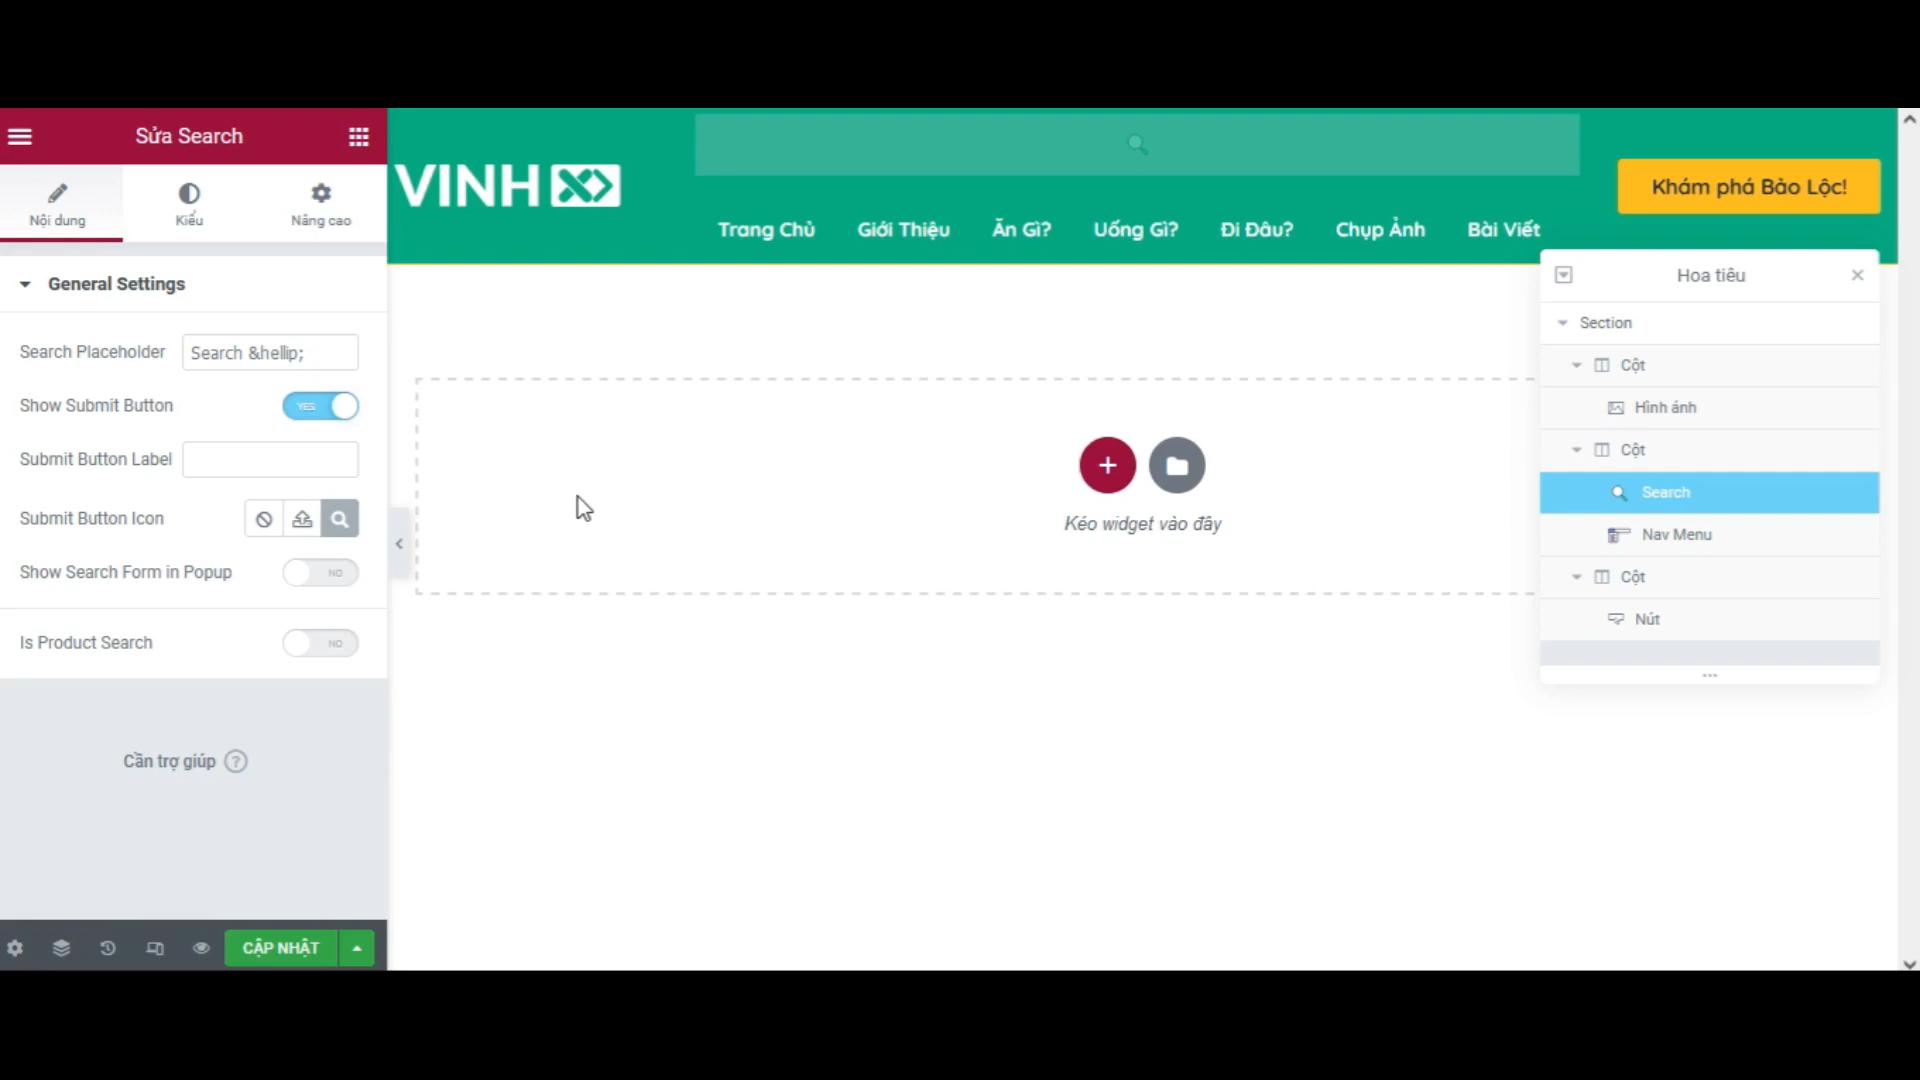 Sửa Search
Nội dung
Kiểu
Nâng cao
General Settings
Search Placeholder
Search &hellip;
Show Submit Button
YES
Submit Button Label
Submit Button Icon
Show Search Form in Popup
NO
Is Product Search
NO
Cần trợ giúp ?
CẬP NHẬT
VINH
Khám phá Bảo Lộc!
Trang Chủ Giới Thiệu Ăn Gì? Uống Gì? Đi Đâu? Chụp Ảnh Bài Viết
Kéo widget vào đây
Hoa tiêu
Section
Cột
Hình ảnh
Cột
Search
Nav Menu
Cột
Nút